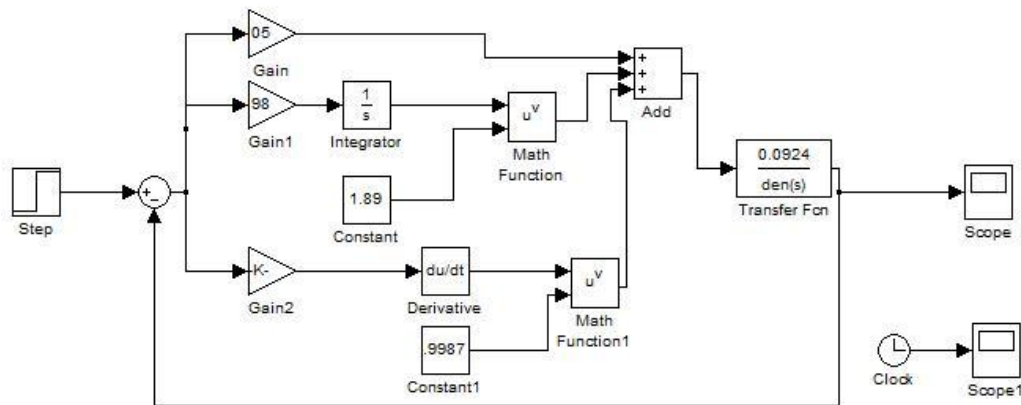 05
Gain
98
Gain1
1
s
Integrator
u^v
Math
Function
+
+
+
Add
0.0924
den(s)
Transfer Fcn
Scope
Step
+
−
1.89
Constant
-K-
Gain2
du/dt
Derivative
u^v
Math
Function1
.9987
Constant1
Clock
Scope1